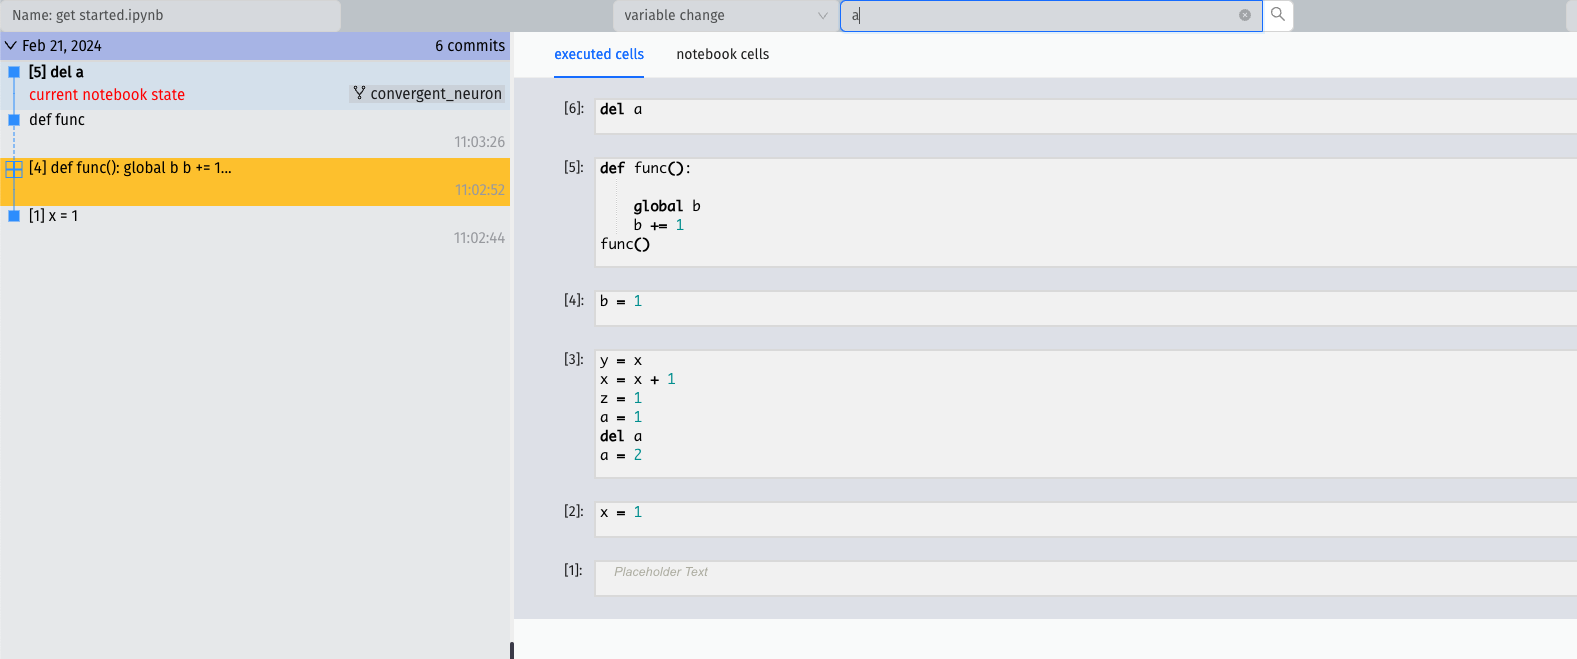 Name: get started.ipynb
variable change
a
Feb 21, 2024 6 commits
[5] del a
current notebook state convergent_neuron
def func
11:03:26
[4] def func(): global b b += 1...
11:02:52
[1] x = 1
11:02:44
executed cells notebook cells
[6]: del a
[5]: def func():
global b
b += 1
func()
[4]: b = 1
[3]: y = x
x = x + 1
z = 1
a = 1
del a
a = 2
[2]: x = 1
[1]: Placeholder Text